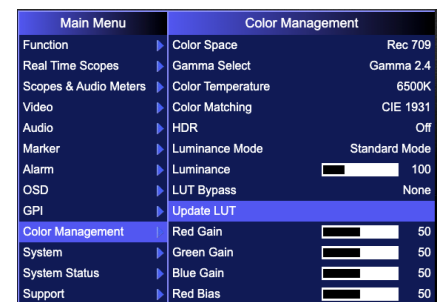 Main Menu Color Management
Function Color Space Rec 709
Real Time Scopes Gamma Select Gamma 2.4
Scopes & Audio Meters Color Temperature 6500K
Video Color Matching CIE 1931
Audio HDR Off
Marker Luminance Mode Standard Mode
Alarm Luminance 100
OSD LUT Bypass None
GPI Update LUT
Color Management Red Gain 50
System Green Gain 50
System Status Blue Gain 50
Support Red Bias 50